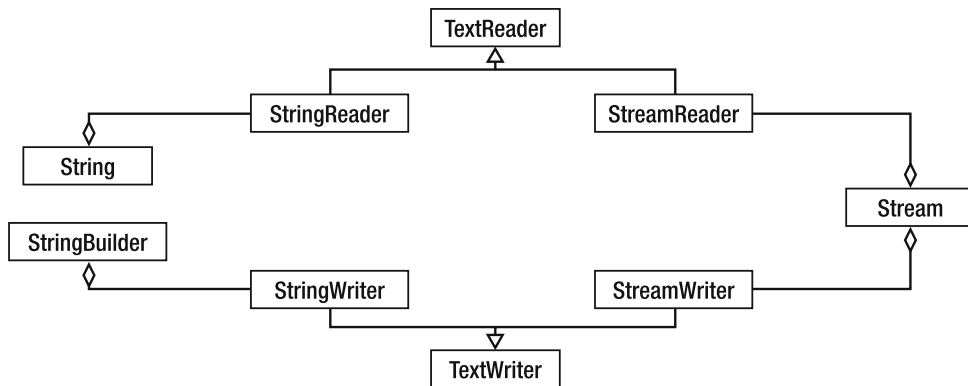 TextReader
StringReader
StreamReader
String
Stream
StringBuilder
StringWriter
StreamWriter
TextWriter